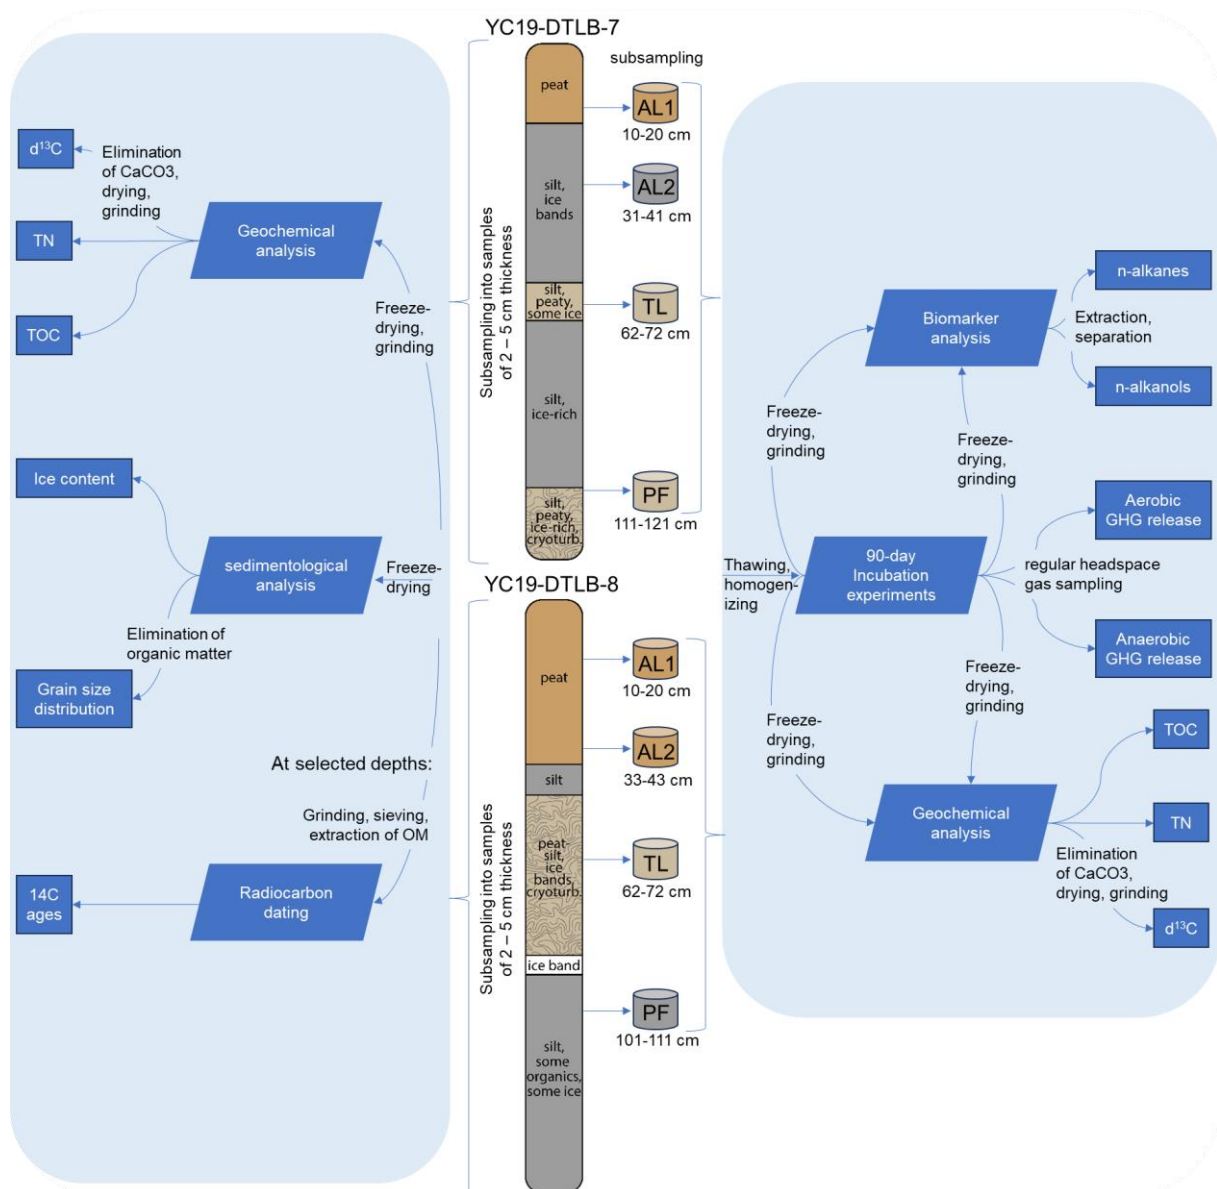 YC19-DTLB-7
subsampling
peat
AL1
10-20 cm
silt,
ice
bands
AL2
31-41 cm
silt,
peaty,
some ice
TL
62-72 cm
silt,
ice-rich
silt,
peaty,
ice-rich,
cryoturb.
PF
111-121 cm
Subsampling into samples
of 2 – 5 cm thickness
d¹³C
Elimination
of CaCO3,
drying,
grinding
TN
TOC
Geochemical
analysis
Freeze-
drying,
grinding
Ice content
sedimentological
analysis
Freeze-
drying
Elimination of
organic matter
Grain size
distribution
At selected depths:
Grinding, sieving,
extraction of OM
14C
ages
Radiocarbon
dating
YC19-DTLB-8
peat
AL1
10-20 cm
AL2
33-43 cm
silt
peat-
silt,
ice
bands,
cryoturb.
TL
62-72 cm
ice band
PF
101-111 cm
silt,
some
organics,
some ice
Subsampling into samples
of 2 – 5 cm thickness
Thawing,
homogen-
izing
90-day
Incubation
experiments
Freeze-
drying,
grinding
Freeze-
drying,
grinding
Biomarker
analysis
n-alkanes
Extraction,
separation
n-alkanols
Aerobic
GHG release
regular headspace
gas sampling
Anaerobic
GHG release
Freeze-
drying,
grinding
Freeze-
drying,
grinding
Geochemical
analysis
TOC
TN
Elimination
of CaCO3,
drying, grinding
d¹³C